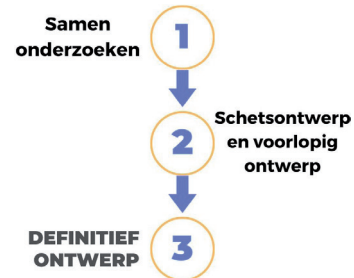 Samen
onderzoeken
1
Schetsontwerp
en voorlopig
ontwerp
2
DEFINITIEF
ONTWERP
3